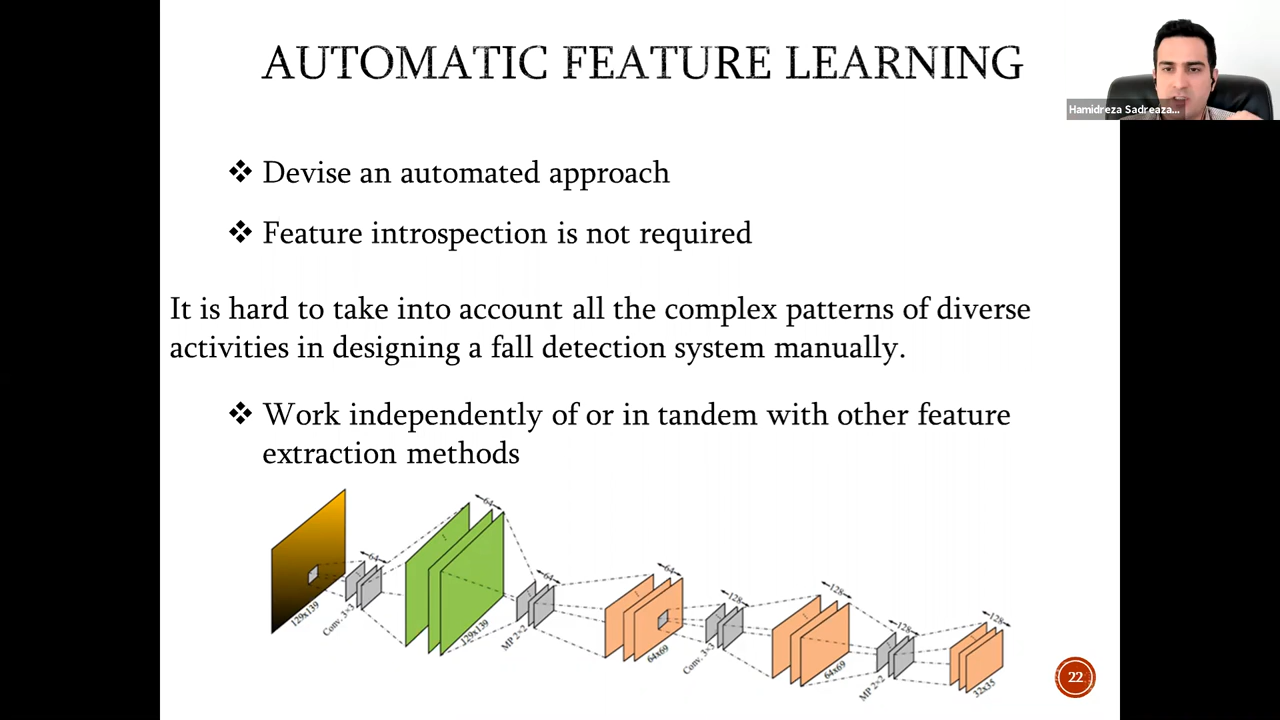 AUTOMATIC FEATURE LEARNING
Hamidreza Sadreaza...
❖ Devise an automated approach
❖ Feature introspection is not required
It is hard to take into account all the complex patterns of diverse
activities in designing a fall detection system manually.
❖ Work independently of or in tandem with other feature
extraction methods
129x139
64
Conv. 3×3
64
129x139
64
MP 2×2
64
64x69
128
Conv. 3×3
128
64x69
128
MP 2×2
128
32x35
22